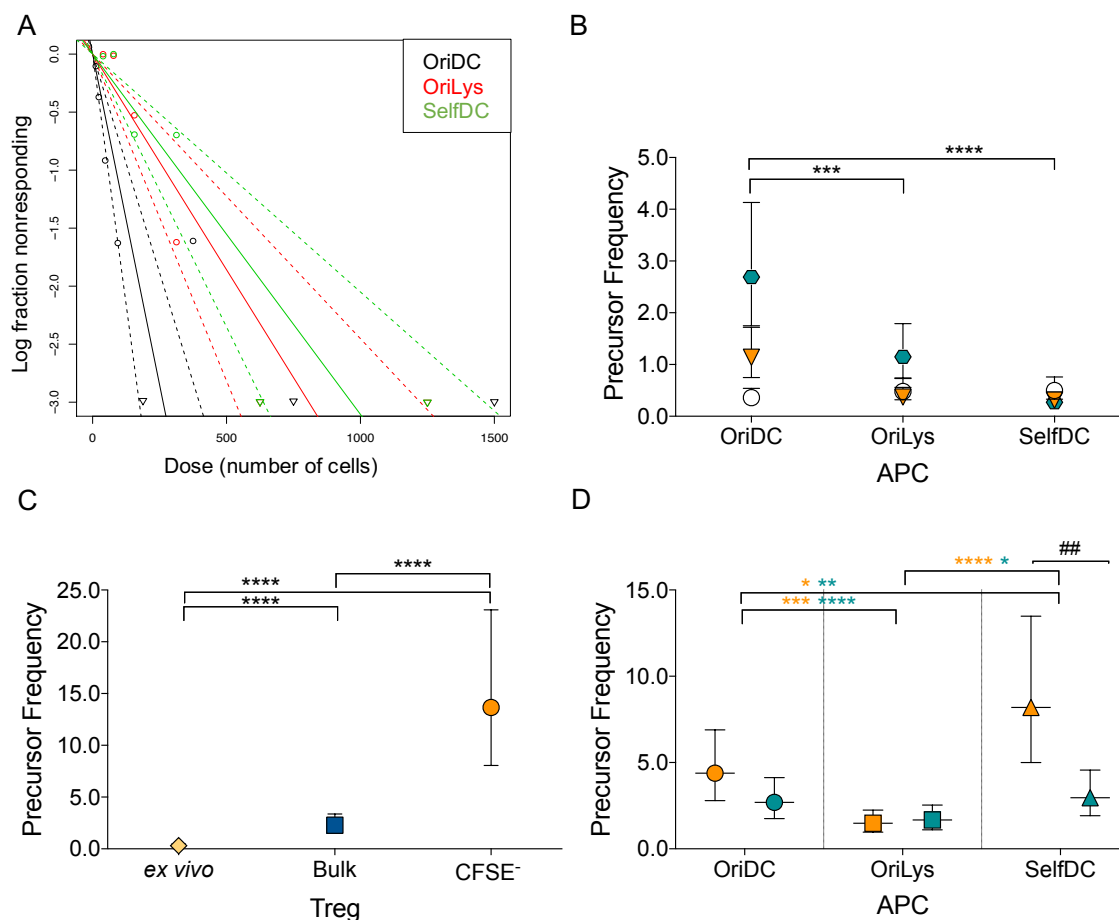 A
OriDC
OriLys
SelfDC
Log fraction nonresponding
0.0
−0.5
−1.0
−1.5
−2.0
−2.5
−3.0
0
500
1000
1500
Dose (number of cells)
B
****
***
Precursor Frequency
5.0
4.0
3.0
2.0
1.0
0.0
OriDC
OriLys
SelfDC
APC
C
****
****
****
Precursor Frequency
25.0
20.0
15.0
10.0
5.0
0.0
ex vivo
Bulk
CFSE⁻
Treg
D
##
**** *
* **
*** ****
Precursor Frequency
15.0
10.0
5.0
0.0
OriDC
OriLys
SelfDC
APC